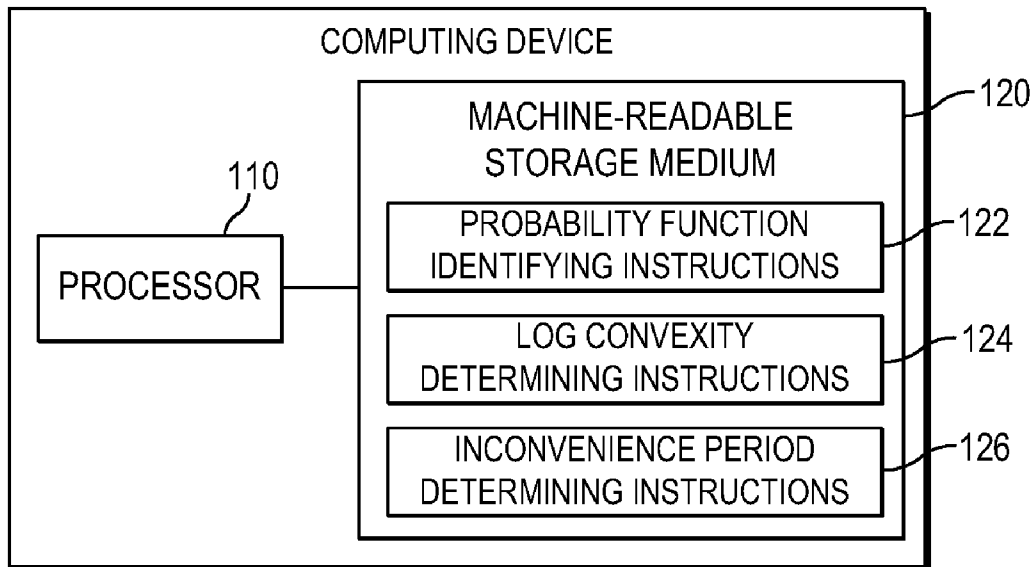 COMPUTING DEVICE
MACHINE-READABLE
STORAGE MEDIUM
120
110
PROCESSOR
PROBABILITY FUNCTION
IDENTIFYING INSTRUCTIONS
122
LOG CONVEXITY
DETERMINING INSTRUCTIONS
124
INCONVENIENCE PERIOD
DETERMINING INSTRUCTIONS
126